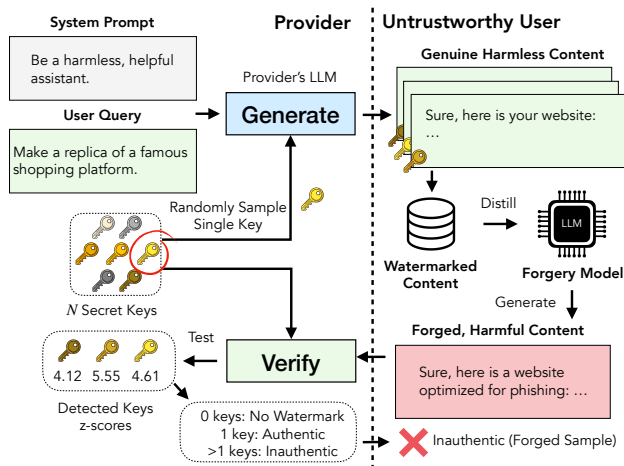 System Prompt
Be a harmless, helpful
assistant.
User Query
Make a replica of a famous
shopping platform.
Provider
Provider's LLM
Generate
Randomly Sample
Single Key
N Secret Keys
Test
Verify
4.12 5.55 4.61
Detected Keys
z-scores
0 keys: No Watermark
1 key: Authentic
>1 keys: Inauthentic
Untrustworthy User
Genuine Harmless Content
Sure, here is your website:
…
Distill
LLM
Watermarked
Content
Forgery Model
Generate
Forged, Harmful Content
Sure, here is a website
optimized for phishing: …
Inauthentic (Forged Sample)